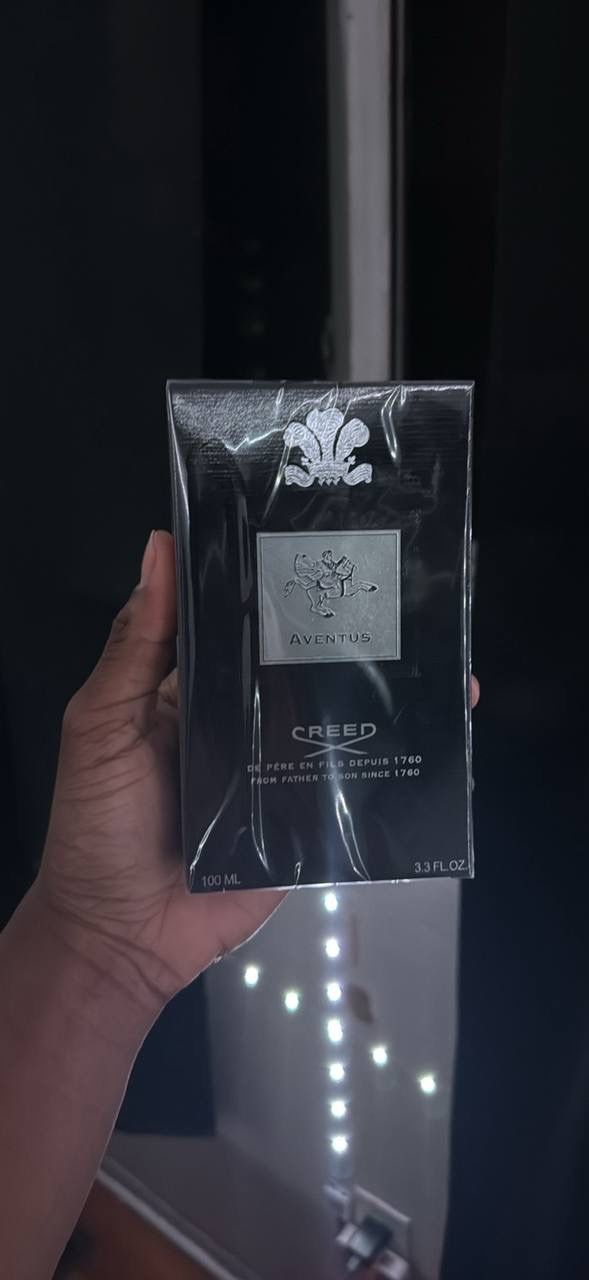 AVENTUS
CREED
DE PÈRE EN FILS DEPUIS 1760
FROM FATHER TO SON SINCE 1760
100 ML
3.3 FL.OZ.